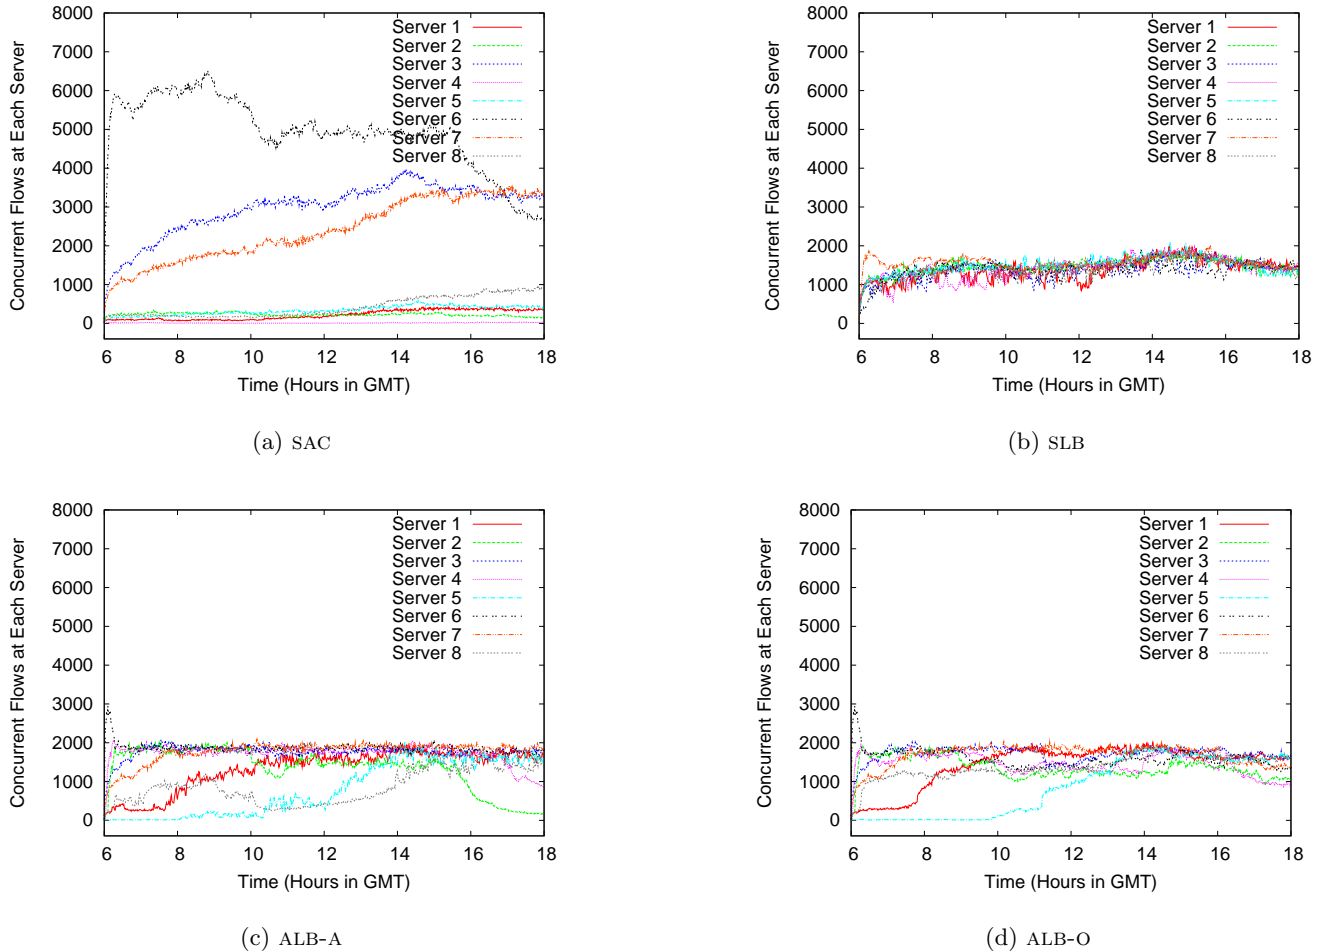 8000
7000
6000
5000
4000
3000
2000
1000
0
Concurrent Flows at Each Server
Server 1
Server 2
Server 3
Server 4
Server 5
Server 6
Server 7
Server 8
6 8 10 12 14 16 18
Time (Hours in GMT)
(a) SAC
8000
7000
6000
5000
4000
3000
2000
1000
0
Concurrent Flows at Each Server
Server 1
Server 2
Server 3
Server 4
Server 5
Server 6
Server 7
Server 8
6 8 10 12 14 16 18
Time (Hours in GMT)
(b) SLB
8000
7000
6000
5000
4000
3000
2000
1000
0
Concurrent Flows at Each Server
Server 1
Server 2
Server 3
Server 4
Server 5
Server 6
Server 7
Server 8
6 8 10 12 14 16 18
Time (Hours in GMT)
(c) ALB-A
8000
7000
6000
5000
4000
3000
2000
1000
0
Concurrent Flows at Each Server
Server 1
Server 2
Server 3
Server 4
Server 5
Server 6
Server 7
Server 8
6 8 10 12 14 16 18
Time (Hours in GMT)
(d) ALB-O